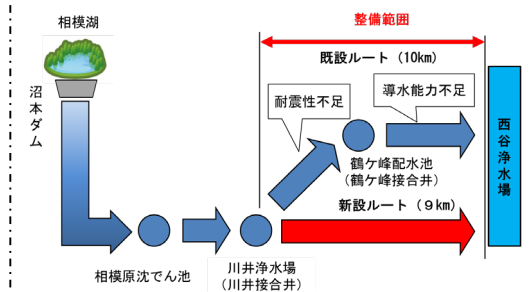 整備範囲
相模湖
既設ルート（10km）
沼本ダム
耐震性不足
導水能力不足
鶴ケ峰配水池
（鶴ケ峰接合井）
西谷浄水場
新設ルート（９km）
相模原沈でん池
川井浄水場
（川井接合井）